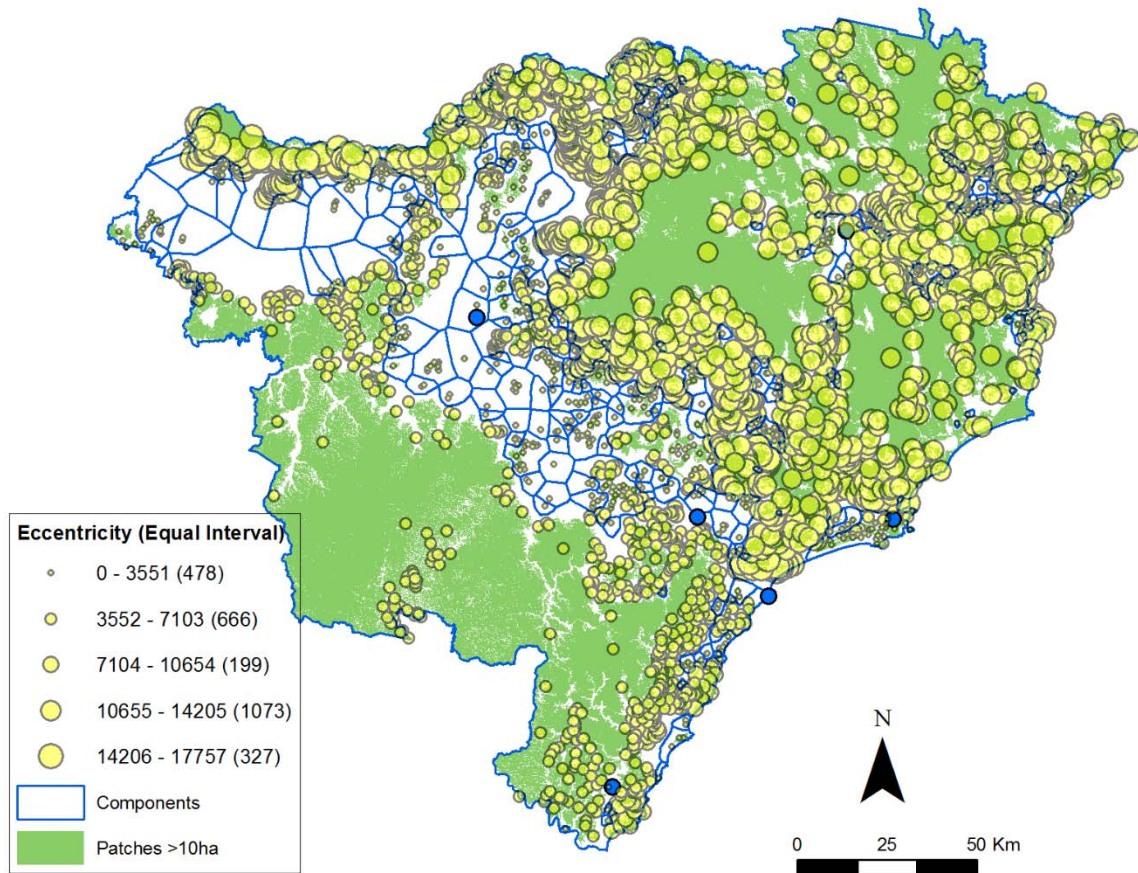 Eccentricity (Equal Interval)
0 - 3551 (478)
3552 - 7103 (666)
7104 - 10654 (199)
10655 - 14205 (1073)
14206 - 17757 (327)
Components
Patches >10ha
N
0 25 50 Km